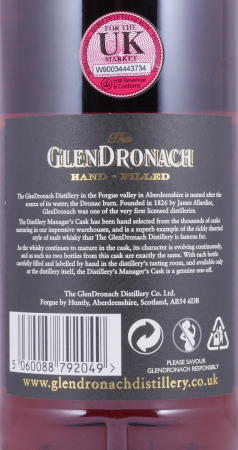 FOR THE
UK
MARKET
W90034443734
HM Revenue
& Customs
The
GLENDRONACH
HAND - FILLED
The GlenDronach Distillery in the Forgue valley in Aberdeenshire is named after the
source of its water; the Dronac burn. Founded in 1826 by James Allardice,
GlenDronach was one of the very first licensed distilleries.
The Distillery Manager's Cask has been hand selected from the thousands of casks
maturing in our impressive warehouses, and is a superb example of the richly sherried
style of malt whisky that The GlenDronach Distillery is famous for.
As the whisky continues to mature in the cask, its character is evolving continuously,
and as such no two bottles from this cask are exactly the same. With each bottle
carefully filled and labelled by hand in the distillery's tasting room, and available only
at the distillery itself, the Distillery's Manager's Cask is a genuine one-off.
The GlenDronach Distillery Co. Ltd.
Forgue by Huntly, Aberdeenshire, Scotland, AB54 6DB
5 060088 792049 >
PLEASE SAVOUR
GLENDRONACH RESPONSIBLY
www.glendronachdistillery.co.uk